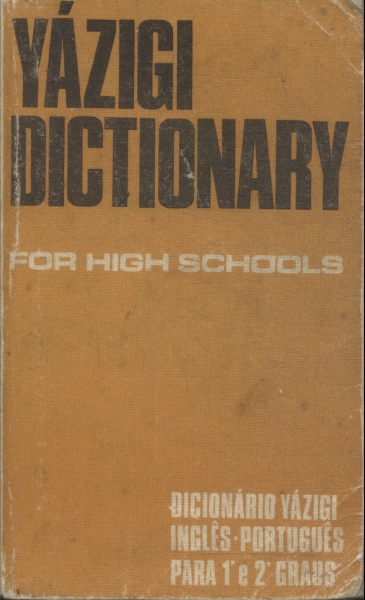 YÁZIGI
DICTIONARY
FOR HIGH SCHOOLS
DICIONÁRIO YÁZIGI
INGLÊS·PORTUGUÊS
PARA 1º e 2º GRAUS